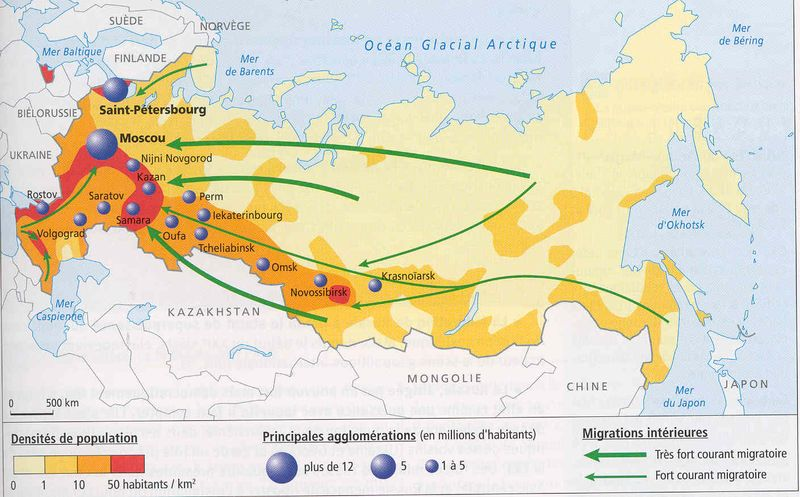 SUÈDE
NORVÈGE
Mer Baltique
FINLANDE
Mer
de Barents
Océan Glacial Arctique
Mer
de Béring
Saint-Pétersbourg
BIÉLORUSSIE
Moscou
UKRAINE
Nijni Novgorod
Kazan
Rostov
Saratov
Perm
Iekaterinbourg
Samara
Volgograd
Oufa
Tcheliabinsk
Mer
d'Okhotsk
Omsk
Krasnoïarsk
Novossibirsk
Mer
Caspienne
KAZAKHSTAN
MONGOLIE
CHINE
Mer
du Japon
JAPON
0 500 km
Densités de population
0 1 10 50 habitants / km²
Principales agglomérations (en millions d'habitants)
plus de 12 5 1 à 5
Migrations intérieures
Très fort courant migratoire
Fort courant migratoire